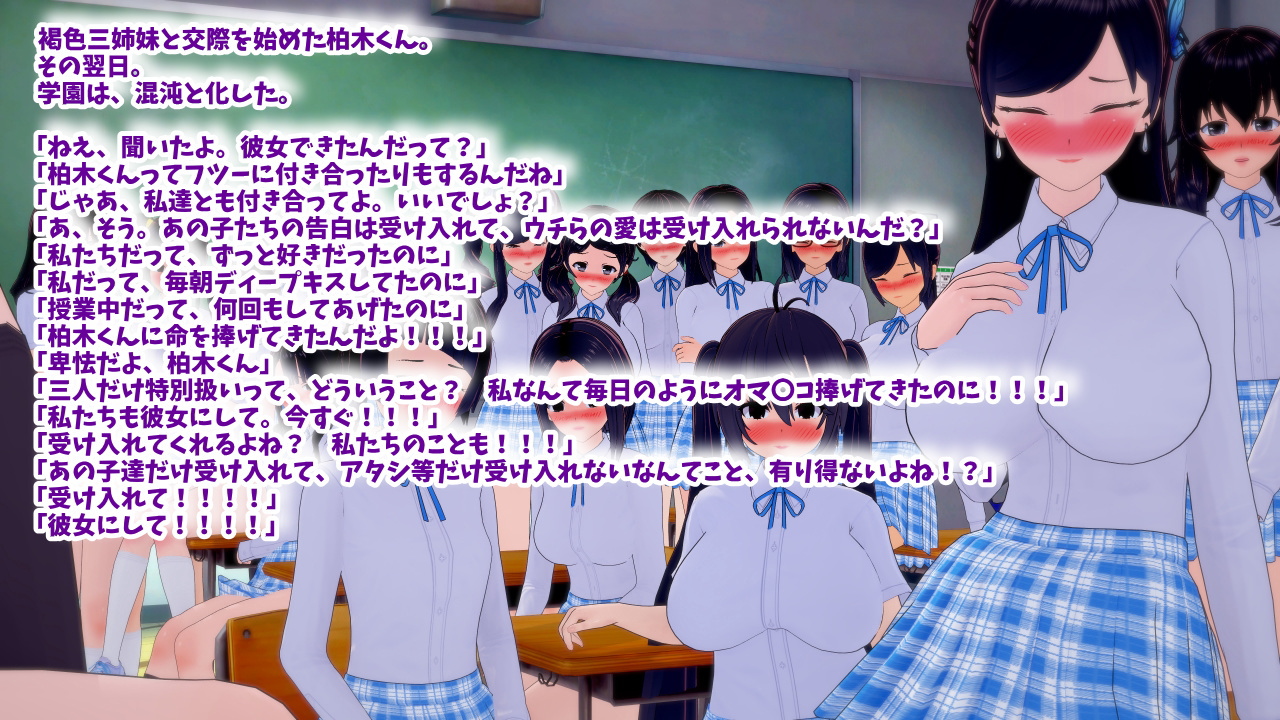 褐色三姉妹と交際を始めた柏木くん。
その翌日。
学園は、混沌と化した。
「ねえ、聞いたよ。彼女できたんだって？」
「柏木くんってフツーに付き合ったりもするんだね」
「じゃあ、私達とも付き合ってよ。いいでしょ？」
「あ、そう。あの子たちの告白は受け入れて、ウチらの愛は受け入れられないんだ？」
「私たちだって、ずっと好きだったのに」
「私だって、毎朝ディープキスしてたのに」
「授業中だって、何回もしてあげたのに」
「柏木くんに命を捧げてきたんだよ！！！」
「卑怯だよ、柏木くん」
「三人だけ特別扱いって、どういうこと？　私なんて毎日のようにオマ〇コ捧げてきたのに！！！」
「私たちも彼女にして。今すぐ！！！」
「受け入れてくれるよね？　私たちのことも！！！」
「あの子達だけ受け入れて、アタシ等だけ受け入れないなんてこと、有り得ないよね！？」
「受け入れて！！！！」
「彼女にして！！！！」